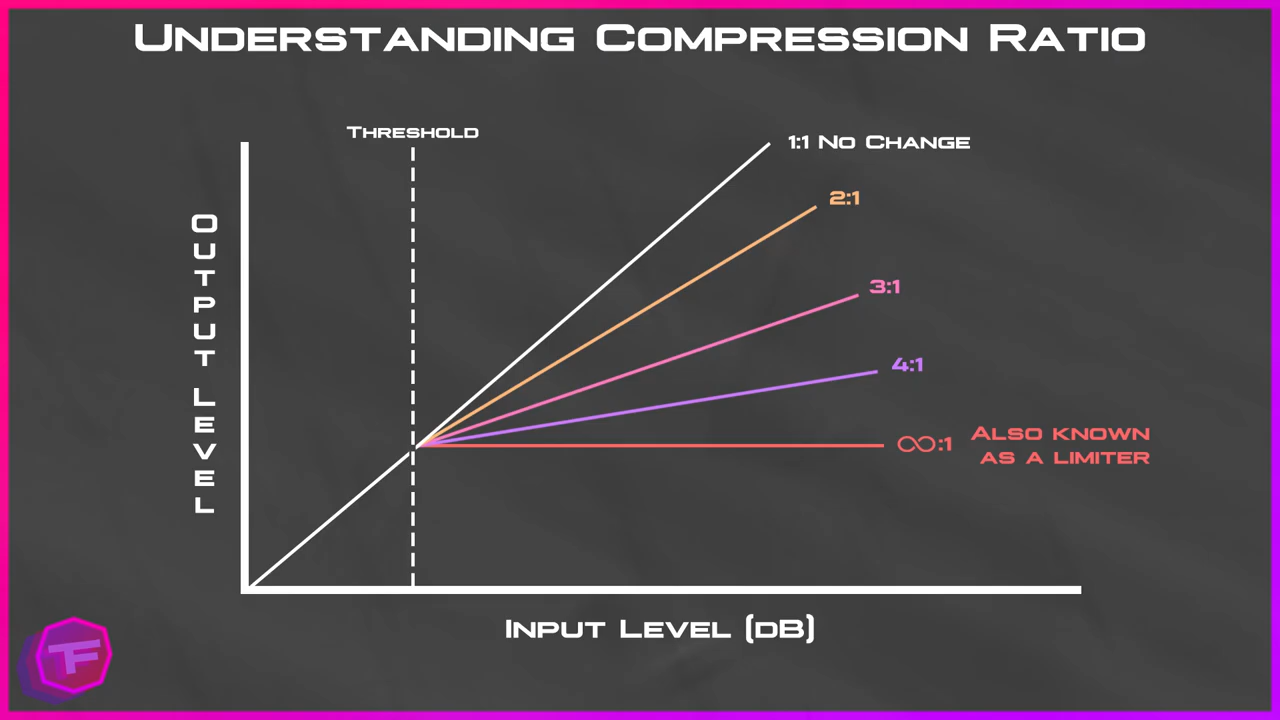 Understanding Compression Ratio
Threshold
1:1 No Change
2:1
3:1
4:1
∞:1
Also known
as a limiter
Output Level
Input Level (dB)
TF